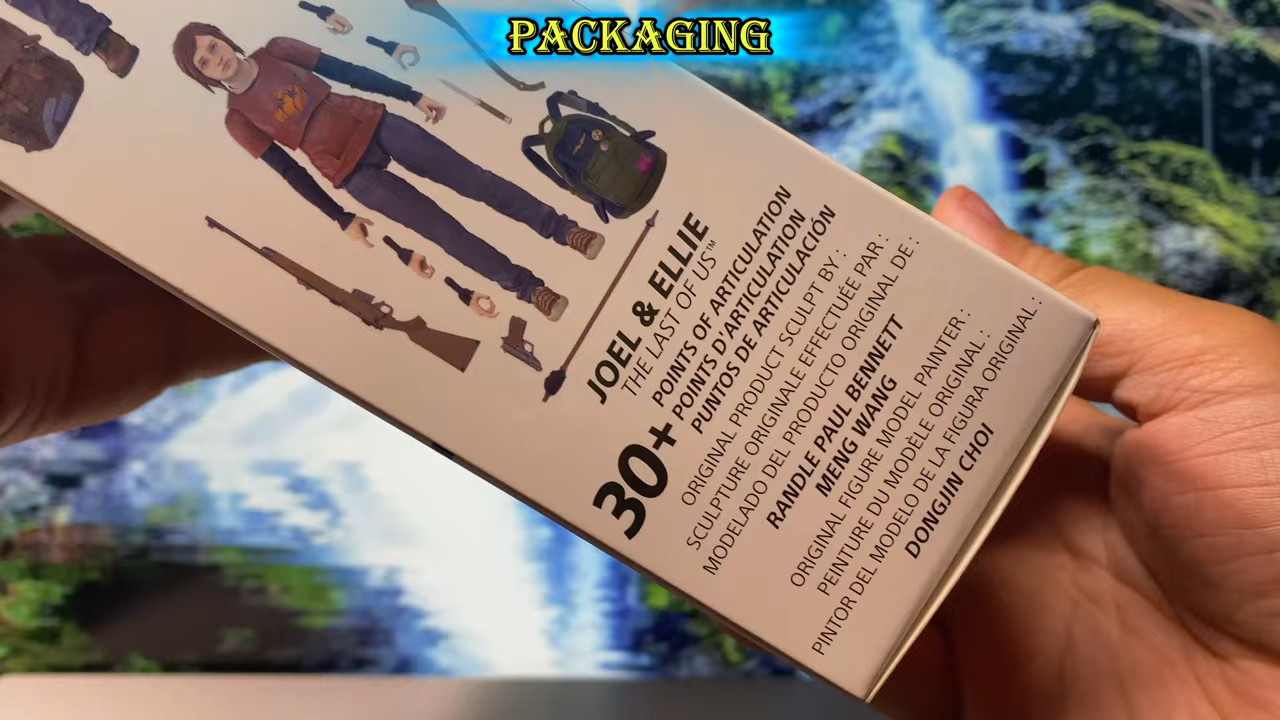 PACKAGING
JOEL & ELLIE
THE LAST OF US™
30+ POINTS OF ARTICULATION
POINTS D'ARTICULATION
PUNTOS DE ARTICULACIÓN
ORIGINAL PRODUCT SCULPT BY :
SCULPTURE ORIGINALE EFFECTUÉE PAR :
MODELADO DEL PRODUCTO ORIGINAL DE :
RANDLE PAUL BENNETT
MENG WANG
ORIGINAL FIGURE MODEL PAINTER :
PEINTURE DU MODÈLE ORIGINAL :
PINTOR DEL MODELO DE LA FIGURA ORIGINAL :
DONGJIN CHOI